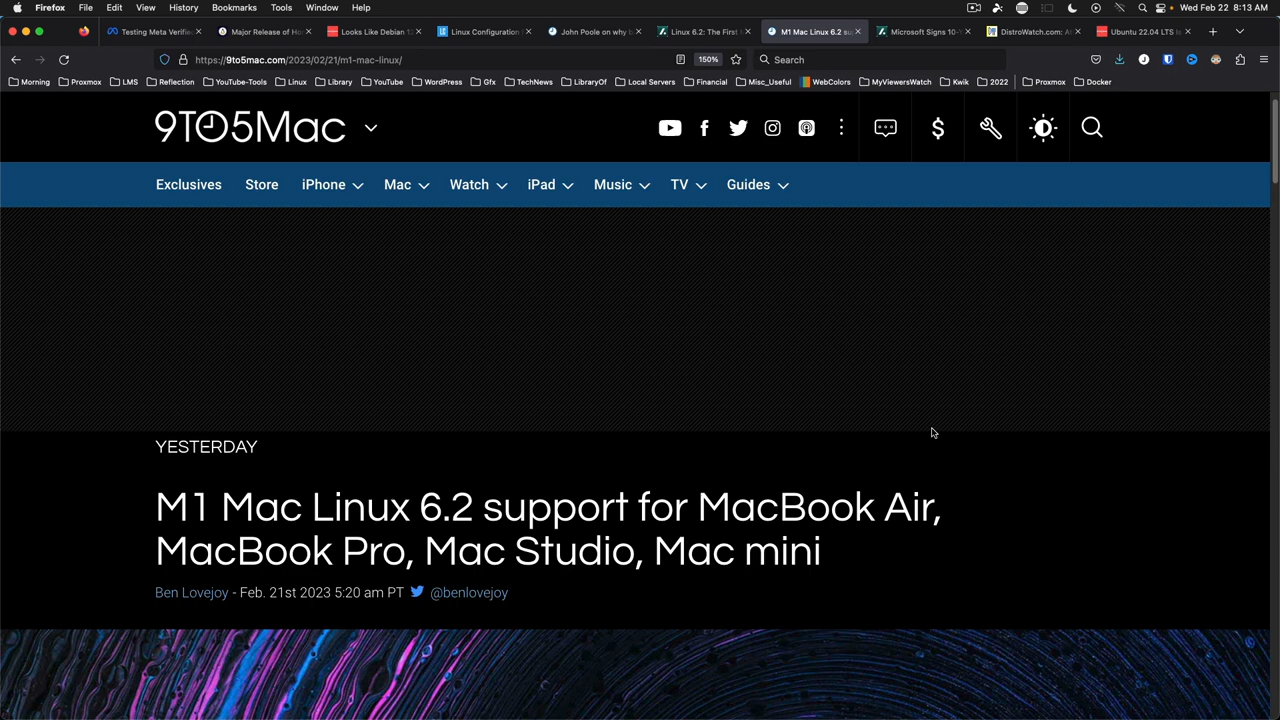 Firefox File Edit View History Bookmarks Tools Window Help Wed Feb 22 8:13 AM
Testing Meta Verifie Major Release of Ho Looks Like Debian 12 Linux Configuration John Poole on why b Linux 6.2: The First M1 Mac Linux 6.2 su Microsoft Signs 10-Y DistroWatch.com: Ubuntu 22.04 LTS Is
https://9to5mac.com/2023/02/21/m1-mac-linux/ 150% Search
Morning Proxmox LMS Reflection YouTube-Tools Linux Library YouTube WordPress Gfx TechNews LibraryOf Local Servers Financial Misc_Useful WebColors MyViewersWatch Kwik 2022 Proxmox Docker
9TO5Mac
Exclusives Store iPhone Mac Watch iPad Music TV Guides
YESTERDAY
M1 Mac Linux 6.2 support for MacBook Air,
MacBook Pro, Mac Studio, Mac mini
Ben Lovejoy - Feb. 21st 2023 5:20 am PT @benlovejoy